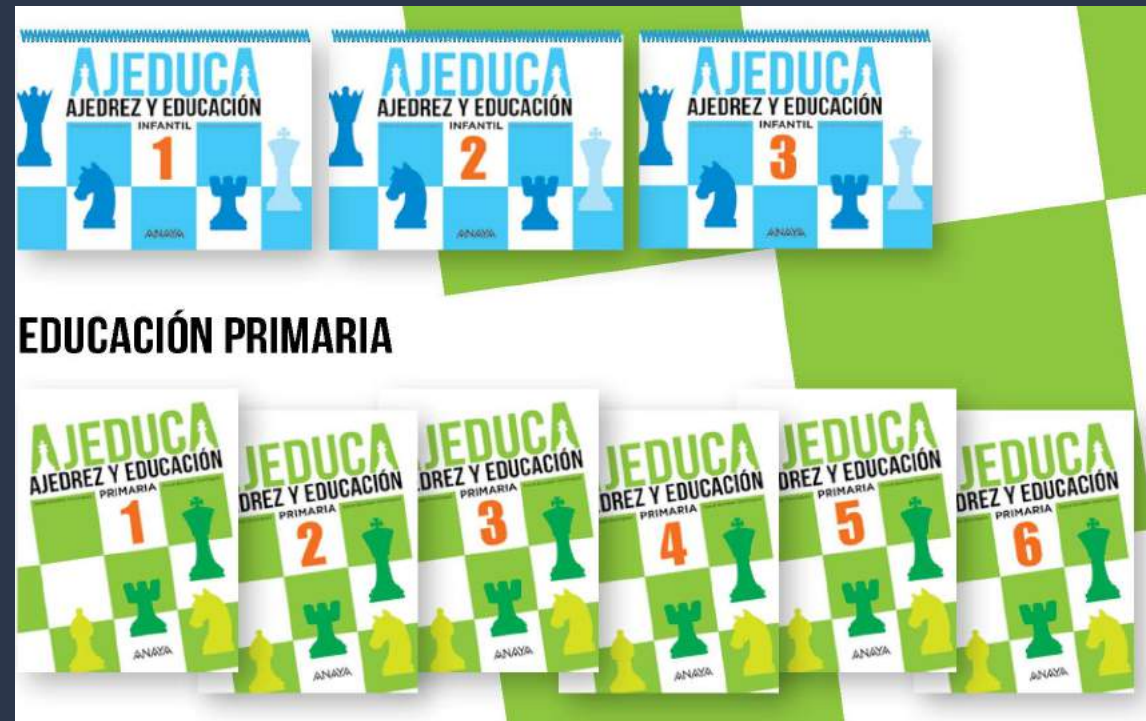 AJEDUCA
AJEDREZ Y EDUCACIÓN
INFANTIL
1
ANAYA
AJEDUCA
AJEDREZ Y EDUCACIÓN
INFANTIL
2
ANAYA
AJEDUCA
AJEDREZ Y EDUCACIÓN
INFANTIL
3
ANAYA
EDUCACIÓN PRIMARIA
AJEDUCA
AJEDREZ Y EDUCACIÓN
PRIMARIA
1
ANAYA
JEDUCA
DREZ Y EDUCACIÓN
PRIMARIA
2
ANAYA
JEDUCA
DREZ Y EDUCACIÓN
PRIMARIA
3
ANAYA
JEDUCA
DREZ Y EDUCACIÓN
PRIMARIA
4
ANAYA
JEDUCA
DREZ Y EDUCACIÓN
PRIMARIA
5
ANAYA
JEDUCA
DREZ Y EDUCACIÓN
PRIMARIA
6
ANAYA